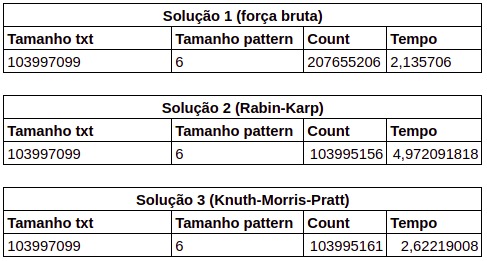 Solução 1 (força bruta)
Tamanho txt Tamanho pattern Count Tempo
103997099 6 207655206 2,135706
Solução 2 (Rabin-Karp)
Tamanho txt Tamanho pattern Count Tempo
103997099 6 103995156 4,972091818
Solução 3 (Knuth-Morris-Pratt)
Tamanho txt Tamanho pattern Count Tempo
103997099 6 103995161 2,62219008